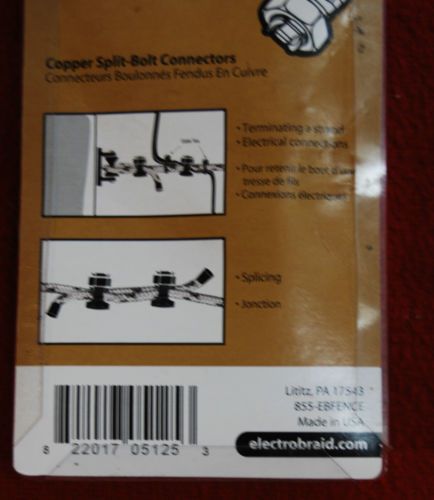 Copper Split-Bolt Connectors
Connecteurs Boulonnés Fendus En Cuivre
• Terminating a strand
• Electrical connections
• Pour retenir le bout d'une
tresse de fils
• Connexions électriques
• Splicing
• Jonction
Lititz, PA 17543
855-EBFENCE
Made in USA
electrobraid.com
8 22017 05125 3